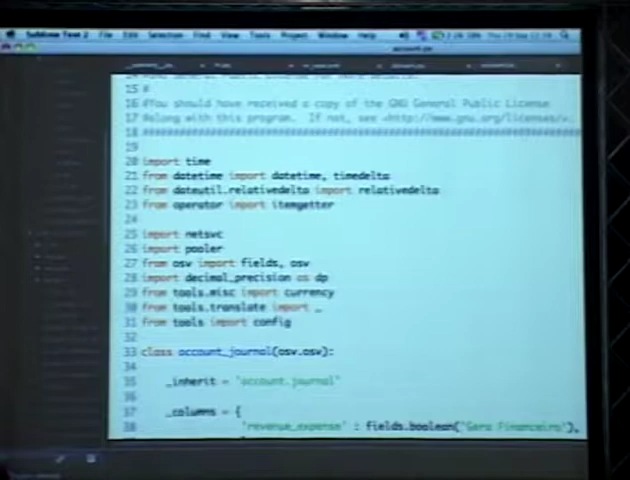 Sublime Text 2 File Edit Selection Find View Tools Project Window Help
account.py
15 #
16 #You should have received a copy of the GNU General Public License
17 #along with this program. If not, see <http://www.gnu.org/licenses/
18 ##############################################################
19
20 import time
21 from datetime import datetime, timedelta
22 from dateutil.relativedelta import relativedelta
23 from operator import itemgetter
24
25 import netsvc
26 import pooler
27 from osv import fields, osv
28 import decimal_precision as dp
29 from tools.misc import currency
30 from tools.translate import _
31 from tools import config
32
33 class account_journal(osv.osv):
34
35 _inherit = 'account.journal'
36
37 _columns = {
38 'revenue_expense' : fields.boolean('Gera Financeiro'),